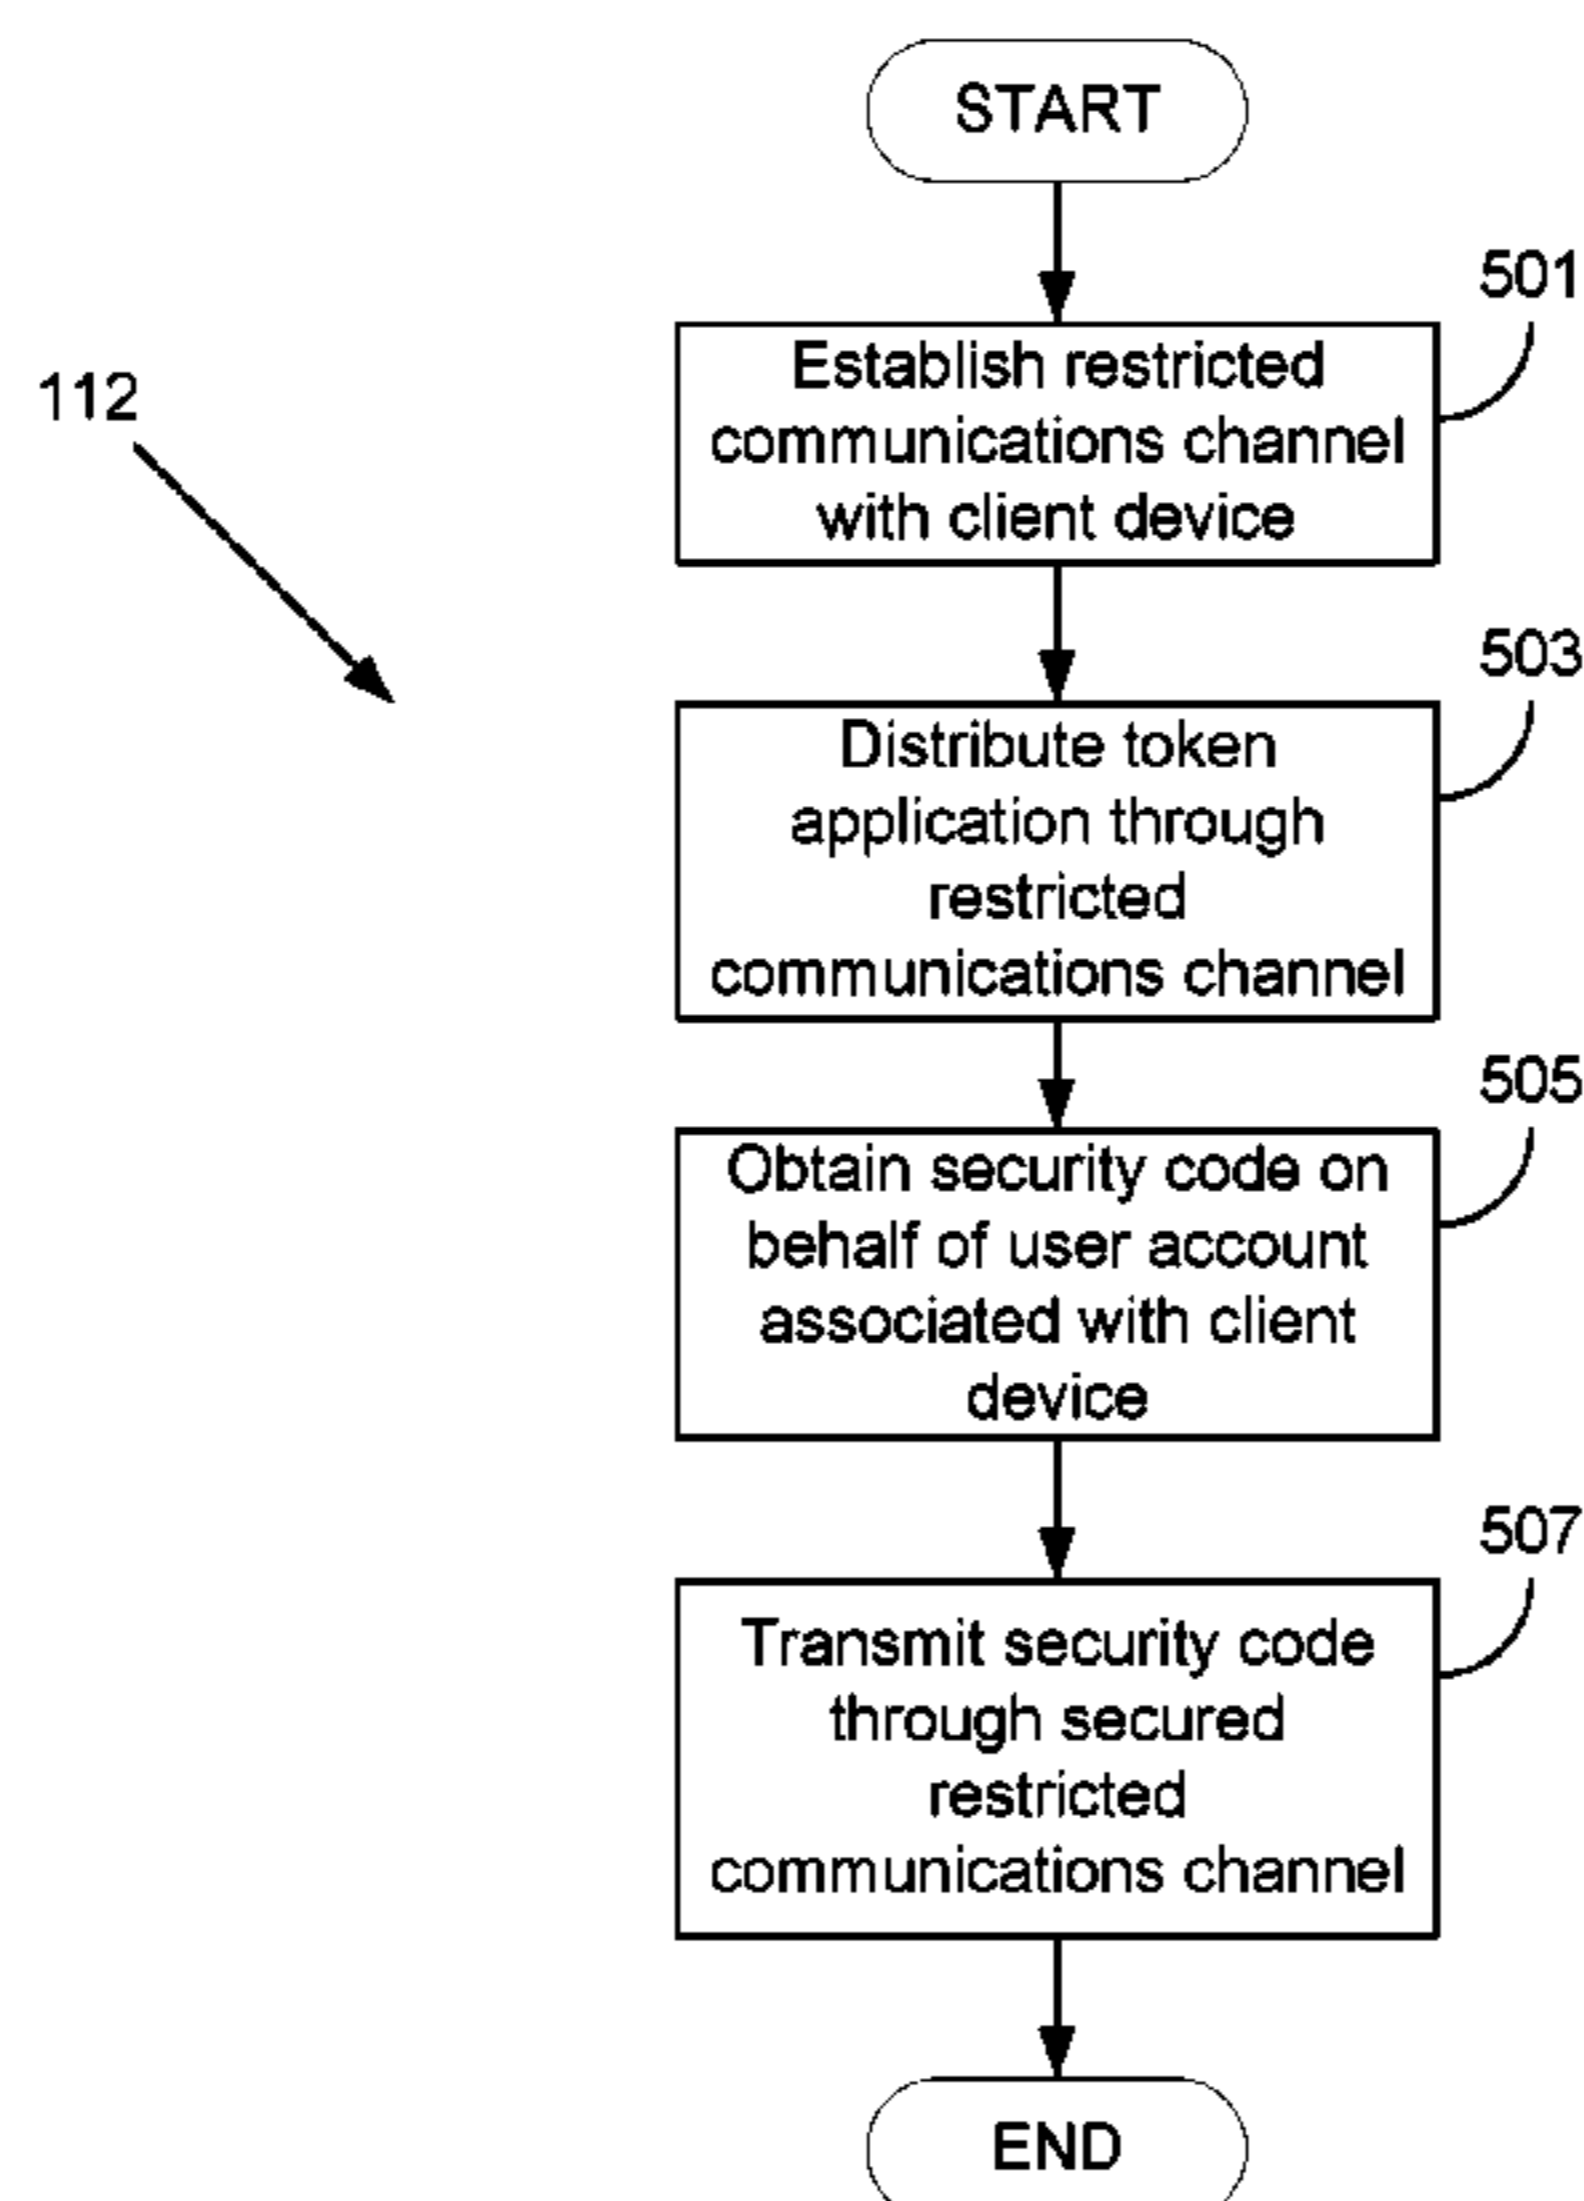 START
501
Establish restricted
communications channel
with client device
112
503
Distribute token
application through
restricted
communications channel
505
Obtain security code on
behalf of user account
associated with client
device
507
Transmit security code
through secured
restricted
communications channel
END